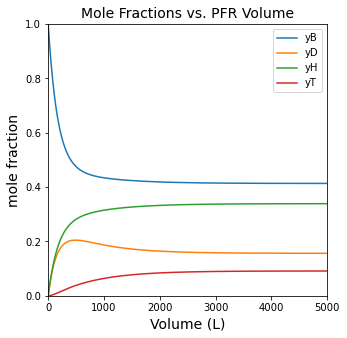 Mole Fractions vs. PFR Volume
1.0
0.8
0.6
0.4
0.2
0.0
mole fraction
yB
yD
yH
yT
0 1000 2000 3000 4000 5000
Volume (L)